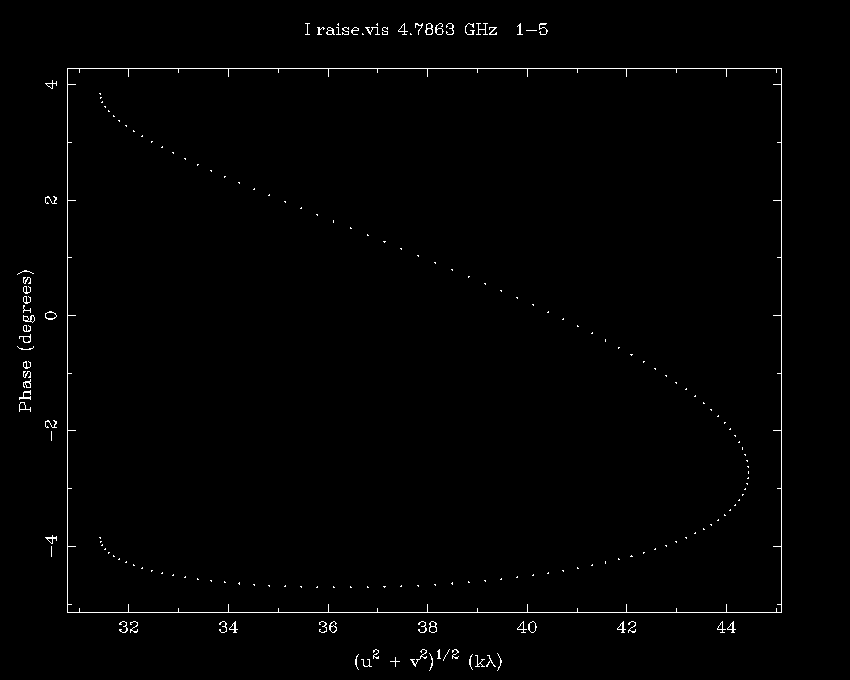 I raise.vis 4.7863 GHz 1−5
4
2
0
−2
−4
Phase (degrees)
32 34 36 38 40 42 44
(u² + v²)^1/2 (kλ)